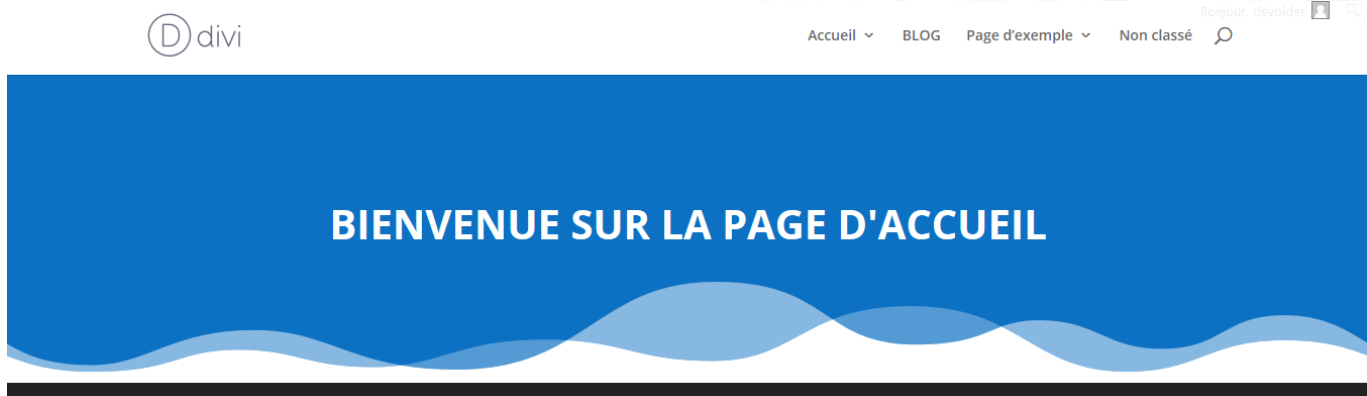 Bonjour, devolder
D divi
Accueil BLOG Page d'exemple Non classé
BIENVENUE SUR LA PAGE D'ACCUEIL